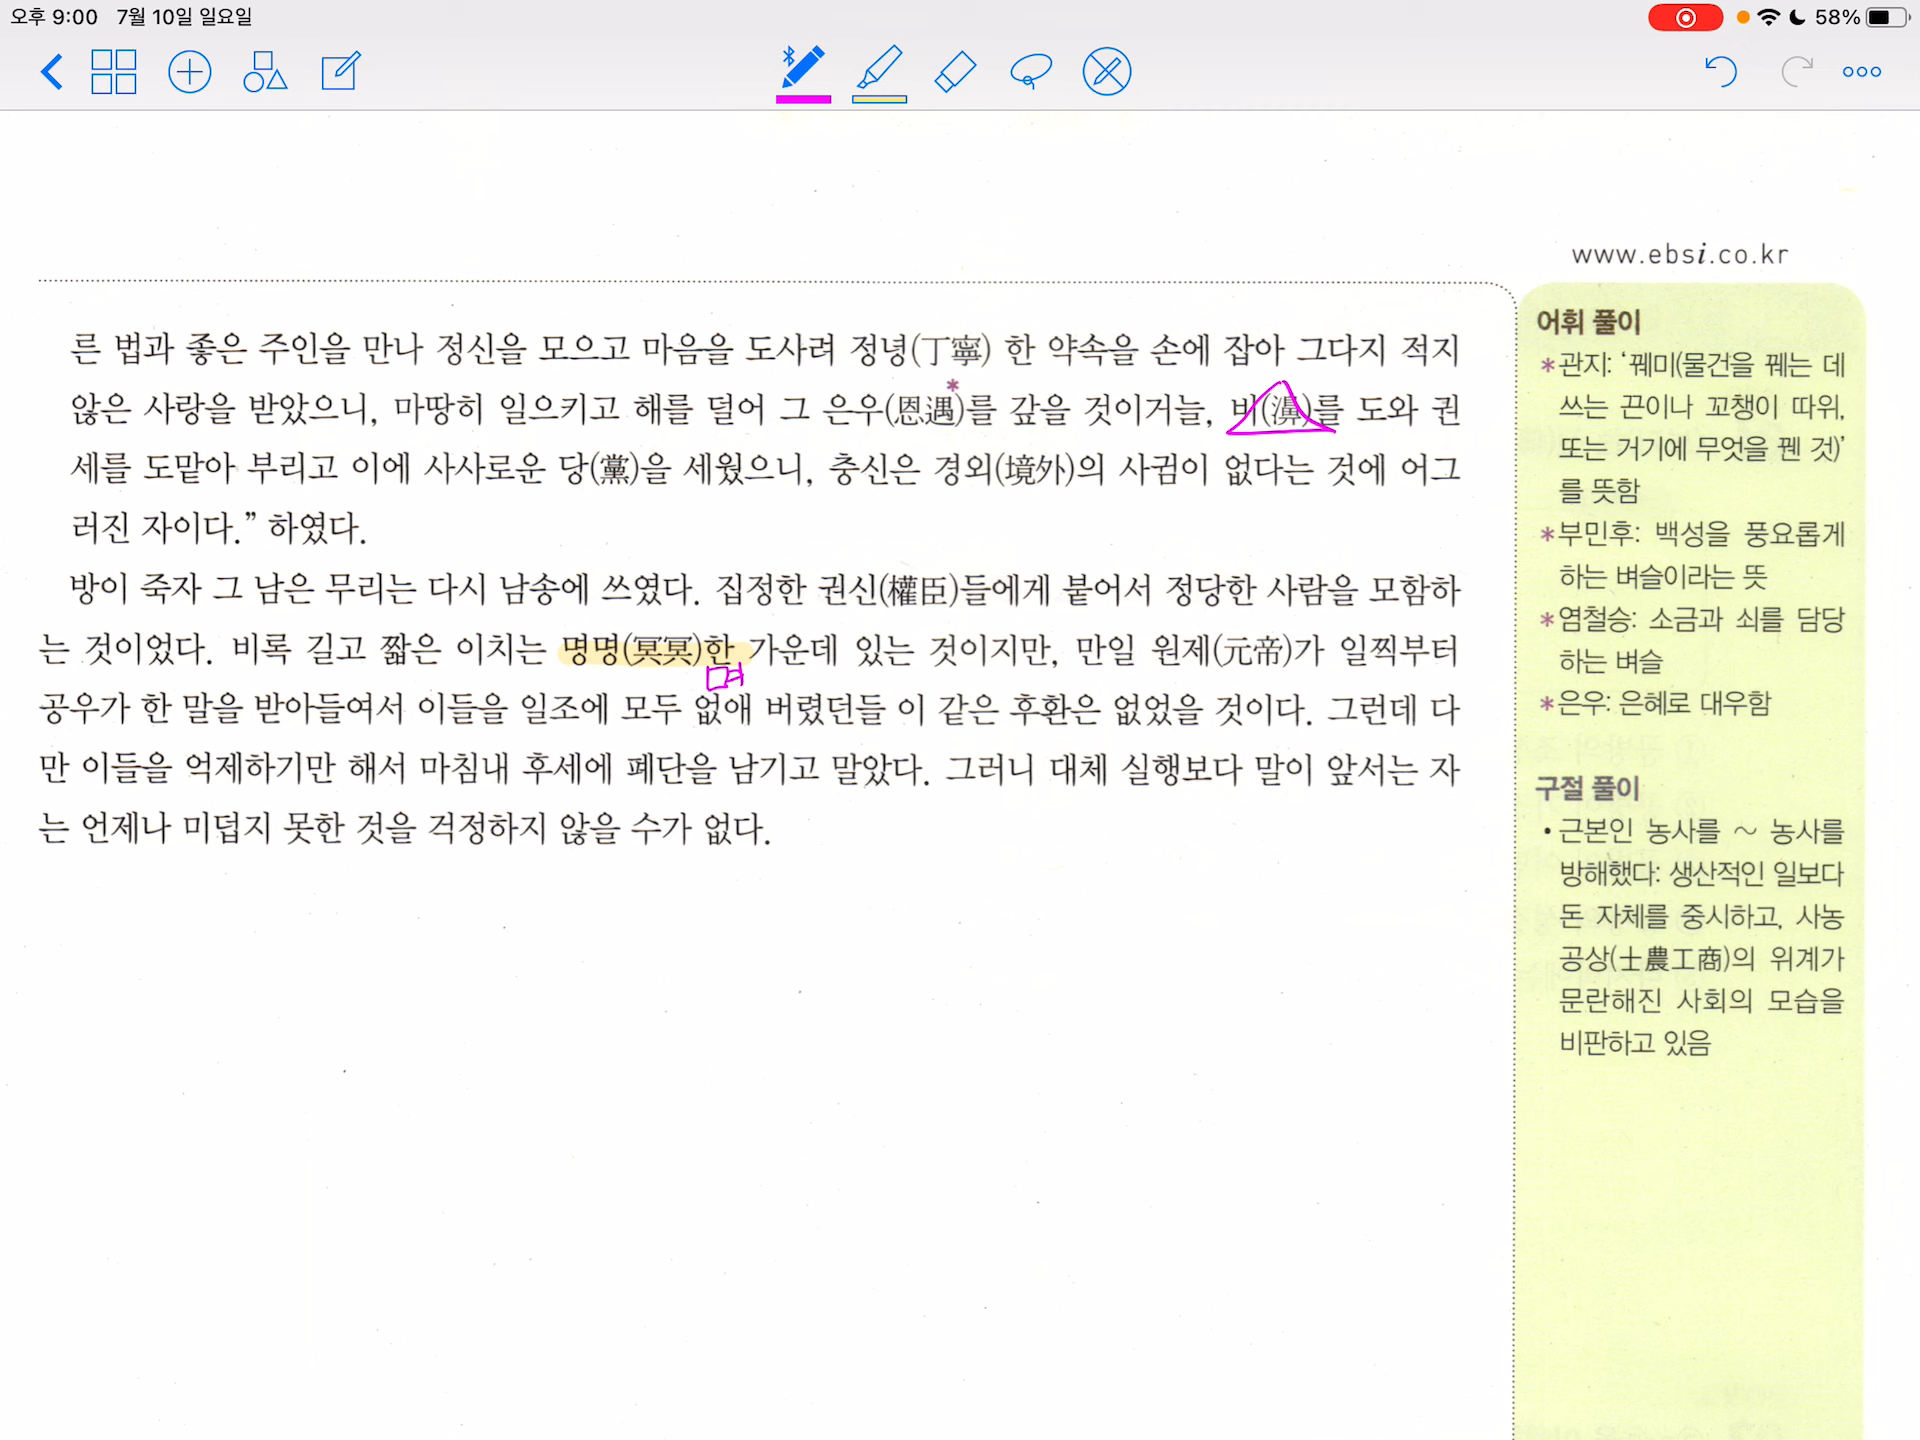 오후 9:00 7월 10일 일요일
58%
www.ebsi.co.kr
른 법과 좋은 주인을 만나 정신을 모으고 마음을 도사려 정녕(丁寧) 한 약속을 손에 잡아 그다지 적지
않은 사랑을 받았으니, 마땅히 일으키고 해를 덜어 그 은우(恩遇)*를 갚을 것이거늘, 비(濞)를 도와 권
세를 도맡아 부리고 이에 사사로운 당(黨)을 세웠으니, 충신은 경외(境外)의 사귐이 없다는 것에 어그
러진 자이다.” 하였다.
방이 죽자 그 남은 무리는 다시 남송에 쓰였다. 집정한 권신(權臣)들에게 붙어서 정당한 사람을 모함하
는 것이었다. 비록 길고 짧은 이치는 명명(冥冥)한 가운데 있는 것이지만, 만일 원제(元帝)가 일찍부터
공우가 한 말을 받아들여서 이들을 일조에 모두 없애 버렸던들 이 같은 후환은 없었을 것이다. 그런데 다
만 이들을 억제하기만 해서 마침내 후세에 폐단을 남기고 말았다. 그러니 대체 실행보다 말이 앞서는 자
는 언제나 미덥지 못한 것을 걱정하지 않을 수가 없다.
어휘 풀이
*관지: ‘꿰미(물건을 꿰는 데
쓰는 끈이나 꼬챙이 따위,
또는 거기에 무엇을 꿴 것)’
를 뜻함
*부민후: 백성을 풍요롭게
하는 벼슬이라는 뜻
*염철승: 소금과 쇠를 담당
하는 벼슬
*은우: 은혜로 대우함
구절 풀이
• 근본인 농사를 ~ 농사를
방해했다: 생산적인 일보다
돈 자체를 중시하고, 사농
공상(士農工商)의 위계가
문란해진 사회의 모습을
비판하고 있음